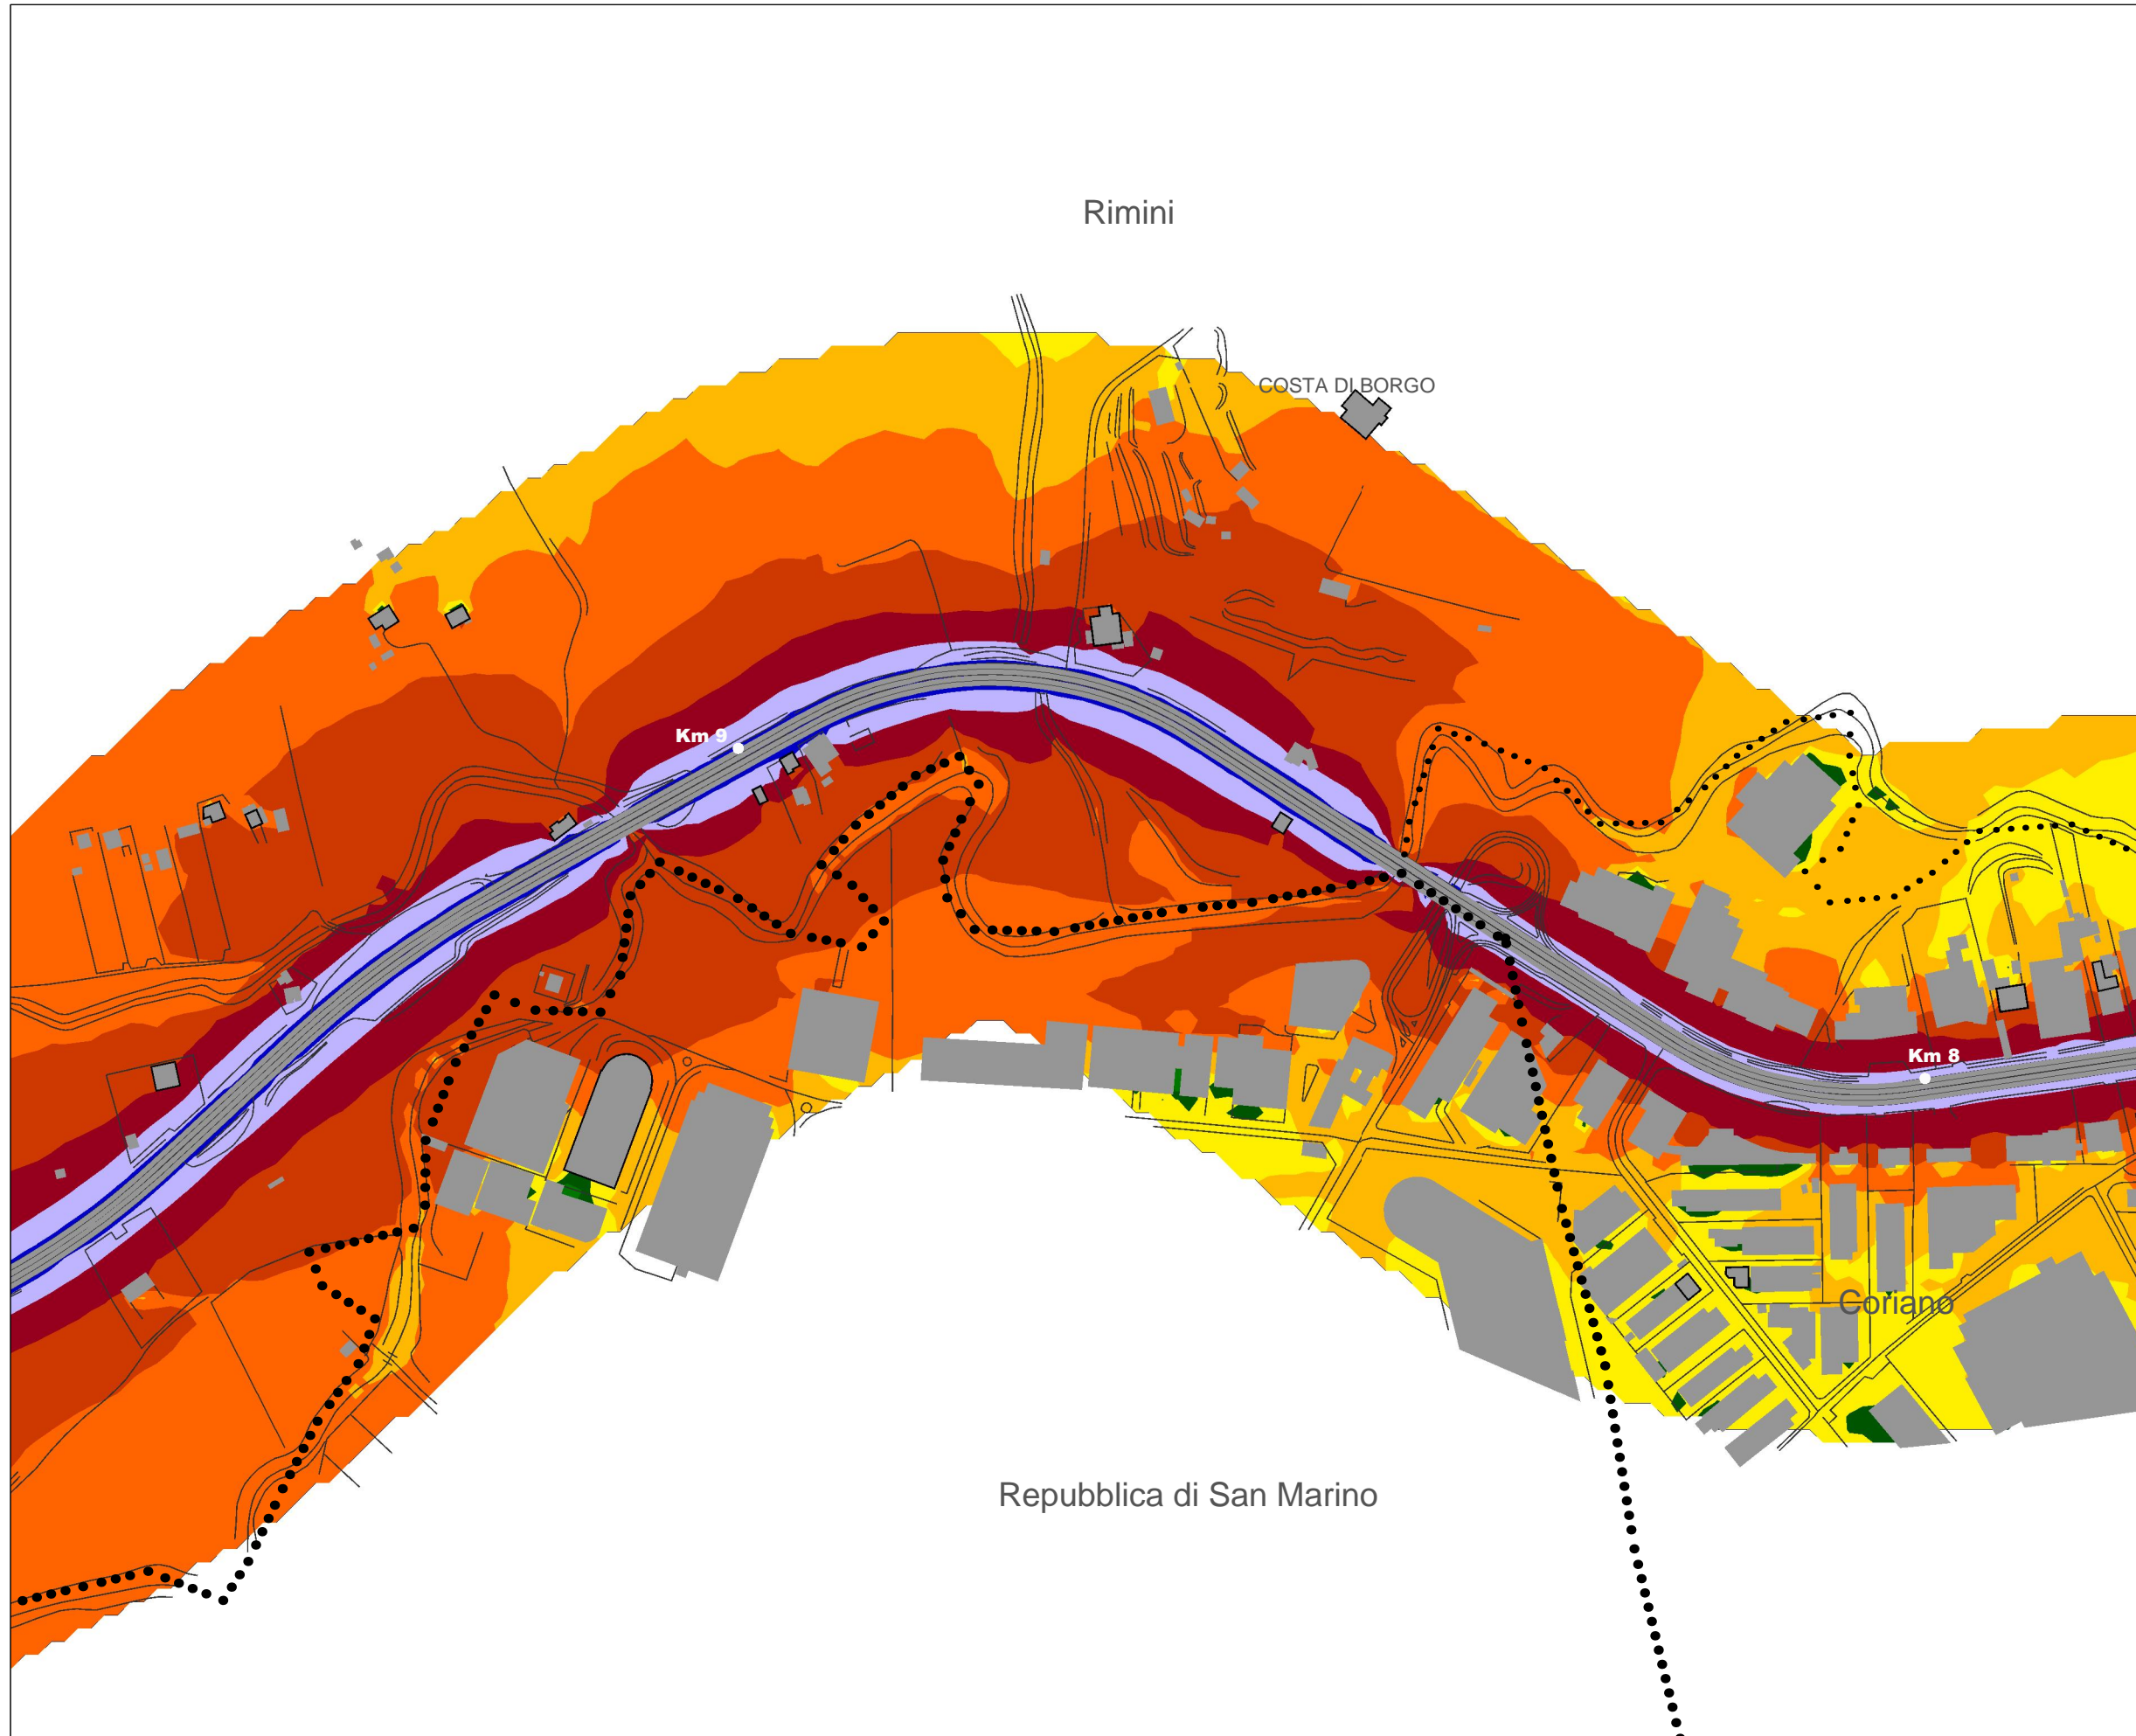 Rimini
COSTA DI BORGO
Km 9
Km 8
Coriano
Repubblica di San Marino